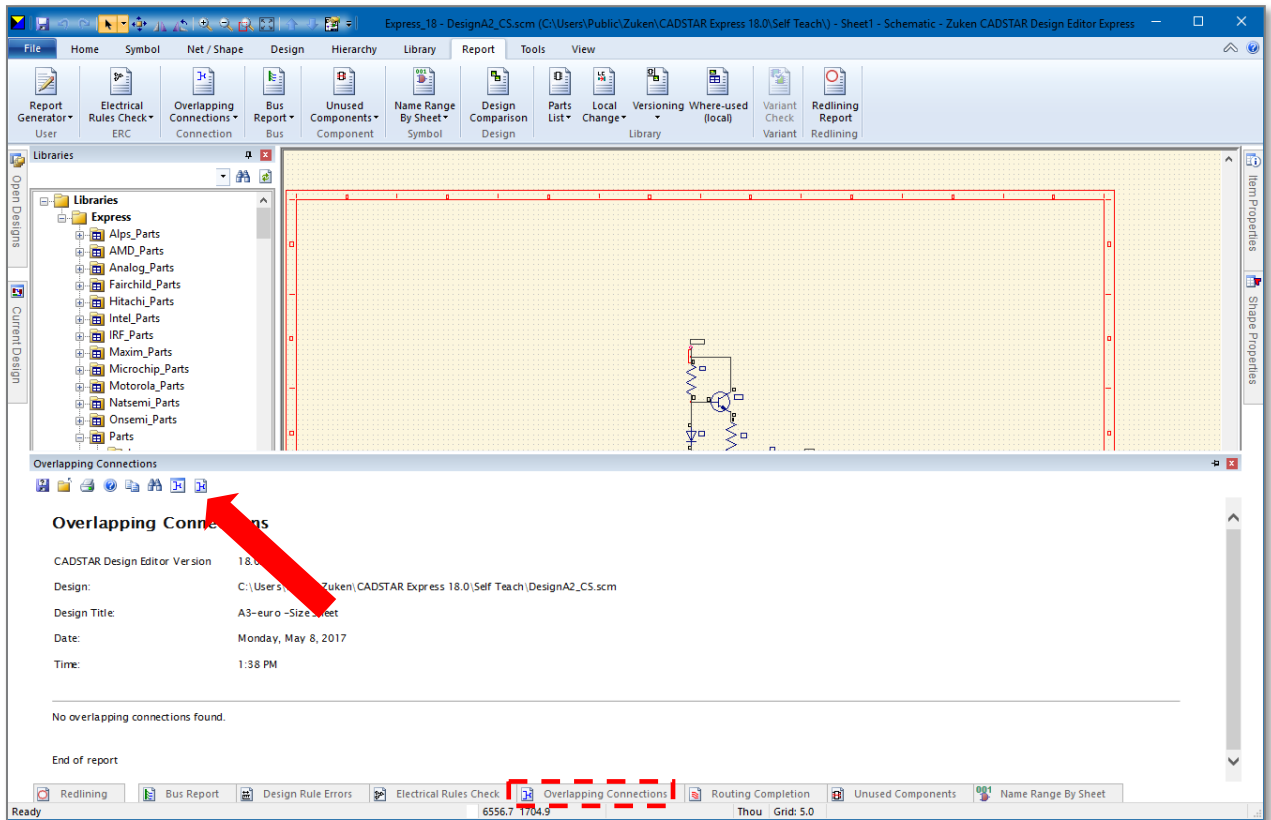 Express_18 - DesignA2_CS.scm (C:\Users\Public\Zuken\CADSTAR Express 18.0\Self Teach\) - Sheet1 - Schematic - Zuken CADSTAR Design Editor Express
File Home Symbol Net / Shape Design Hierarchy Library Report Tools View
Report Generator
Electrical Rules Check
Overlapping Connections
Bus Report
Unused Components
Name Range By Sheet
Design Comparison
Parts List
Local Change
Versioning
Where-used (local)
Variant Check
Redlining Report
User ERC Connection Bus Component Symbol Design Library Variant Redlining
Open Designs
Current Design
Libraries
Libraries
Express
Alps_Parts
AMD_Parts
Analog_Parts
Fairchild_Parts
Hitachi_Parts
Intel_Parts
IRF_Parts
Maxim_Parts
Microchip_Parts
Motorola_Parts
Natsemi_Parts
Onsemi_Parts
Parts
Item Properties
Shape Properties
Overlapping Connections
Overlapping Conne ns
CADSTAR Design Editor Version 18.
Design: C:\Users Zuken\CADSTAR Express 18.0\Self Teach\DesignA2_CS.scm
Design Title: A3-euro -Size Sheet
Date: Monday, May 8, 2017
Time: 1:38 PM
No overlapping connections found.
End of report
Redlining Bus Report Design Rule Errors Electrical Rules Check Overlapping Connections Routing Completion Unused Components Name Range By Sheet
Ready 6556.7 1704.9 Thou Grid: 5.0